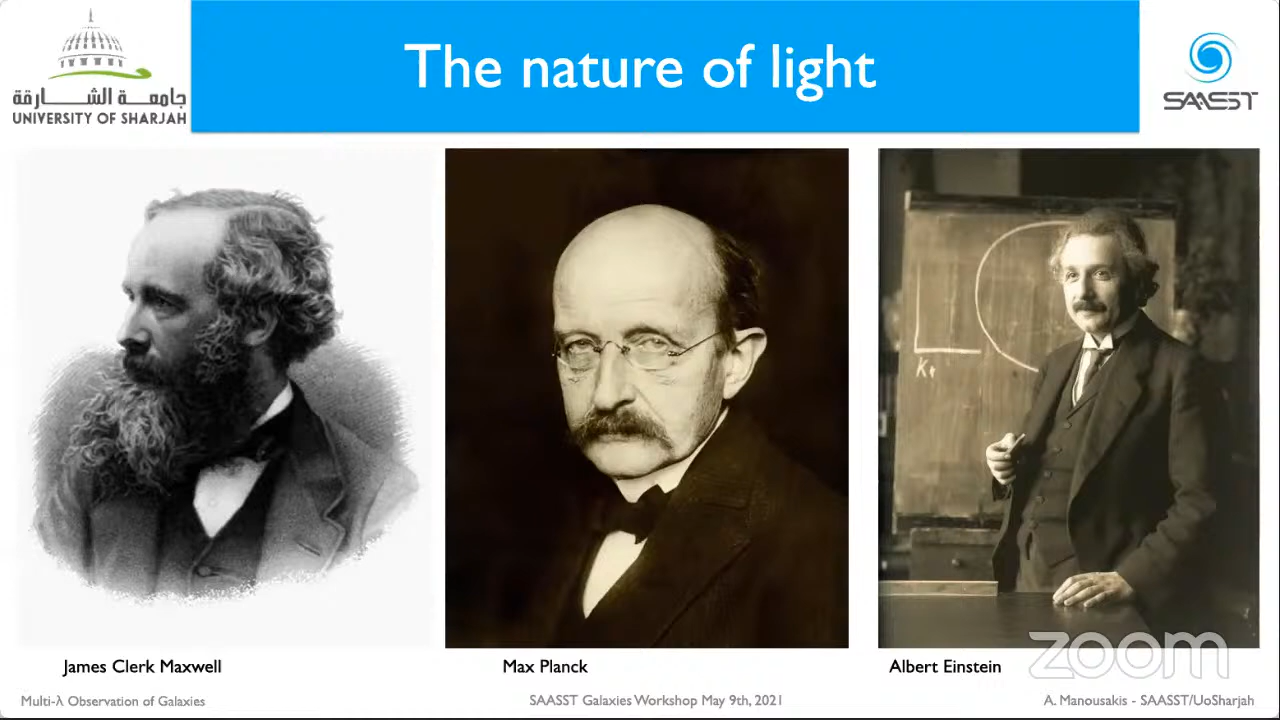 The nature of light
جامعة الشارقة
UNIVERSITY OF SHARJAH
SAASST
K₁
James Clerk Maxwell
Max Planck
Albert Einstein
zoom
Multi-λ Observation of Galaxies
SAASST Galaxies Workshop May 9th, 2021
A. Manousakis - SAASST/UoSharjah